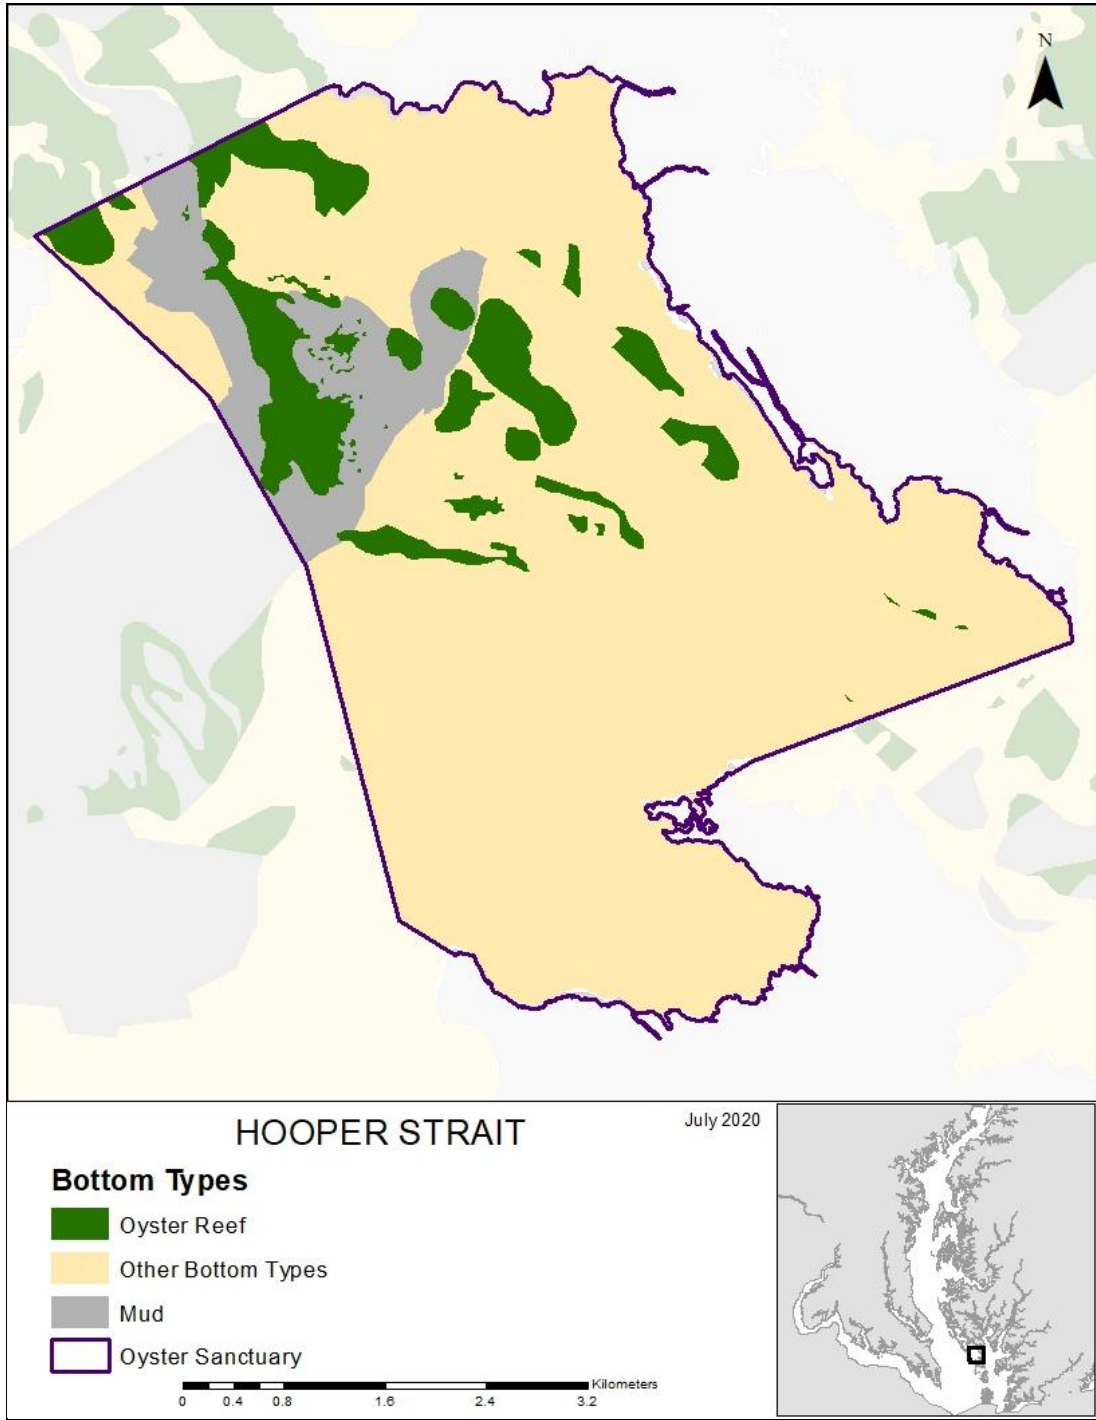 N
HOOPER STRAIT
July 2020
Bottom Types
Oyster Reef
Other Bottom Types
Mud
Oyster Sanctuary
Kilometers
0 0.4 0.8 1.6 2.4 3.2